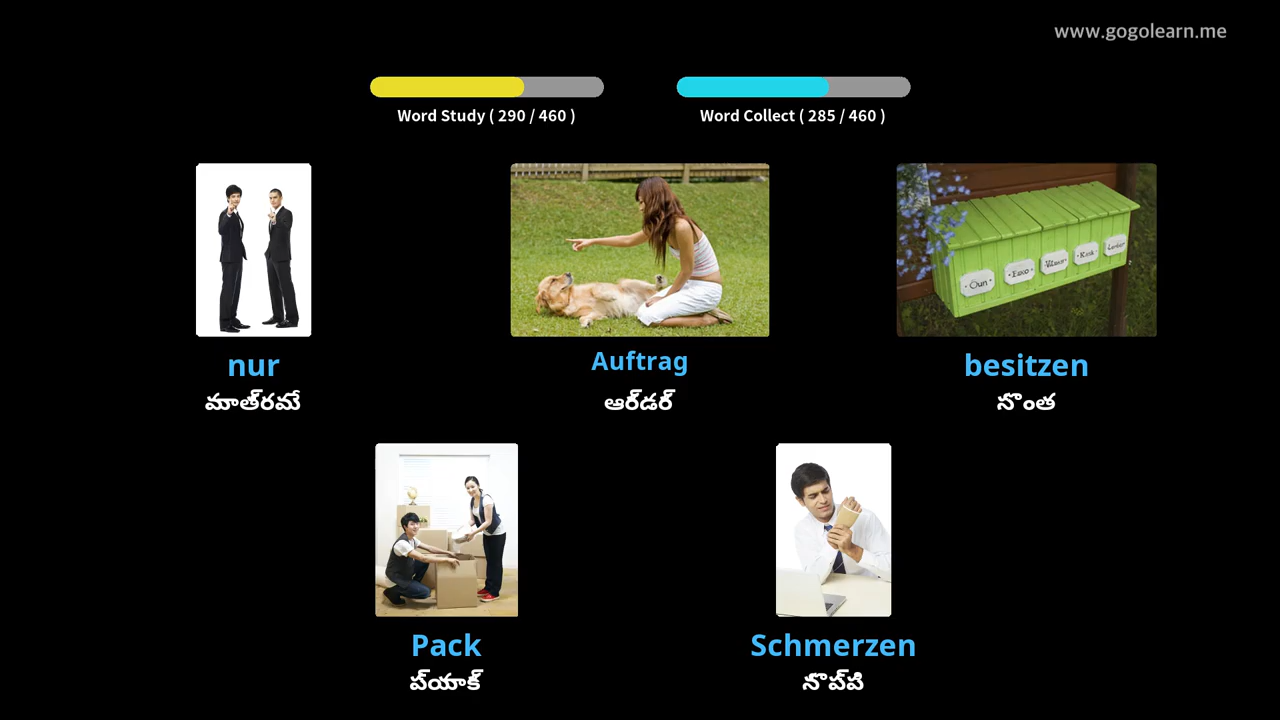 www.gogolearn.me
Word Study ( 290 / 460 )
Word Collect ( 285 / 460 )
nur
Auftrag
besitzen
మాత్రమే
ఆర్డర్
సొంత
Pack
Schmerzen
ప్యాక్
నొప్పి